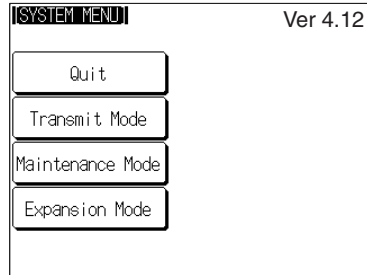 [SYSTEM MENU]
Ver 4.12
Quit
Transmit Mode
Maintenance Mode
Expansion Mode